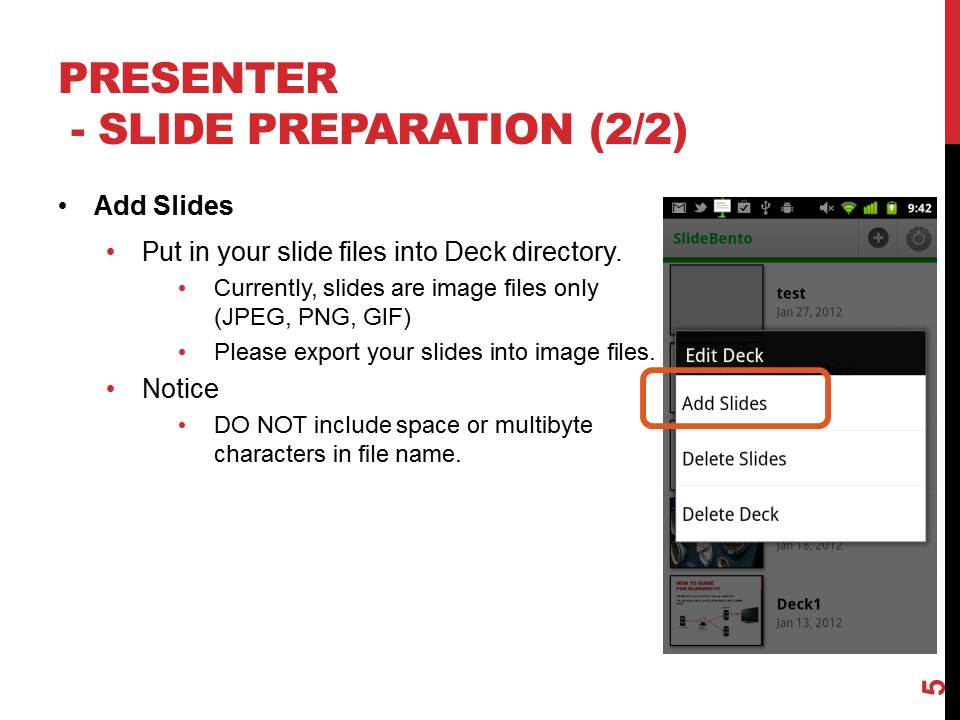 PRESENTER
- SLIDE PREPARATION (2/2)
• Add Slides
• Put in your slide files into Deck directory.
• Currently, slides are image files only
(JPEG, PNG, GIF)
• Please export your slides into image files.
• Notice
• DO NOT include space or multibyte
characters in file name.
9:42
SlideBento
test
Jan 27, 2012
Edit Deck
Add Slides
Delete Slides
Delete Deck
Jan 18, 2012
HOW TO GUIDE
FOR SLIDEBENTO
Deck1
Jan 13, 2012
5